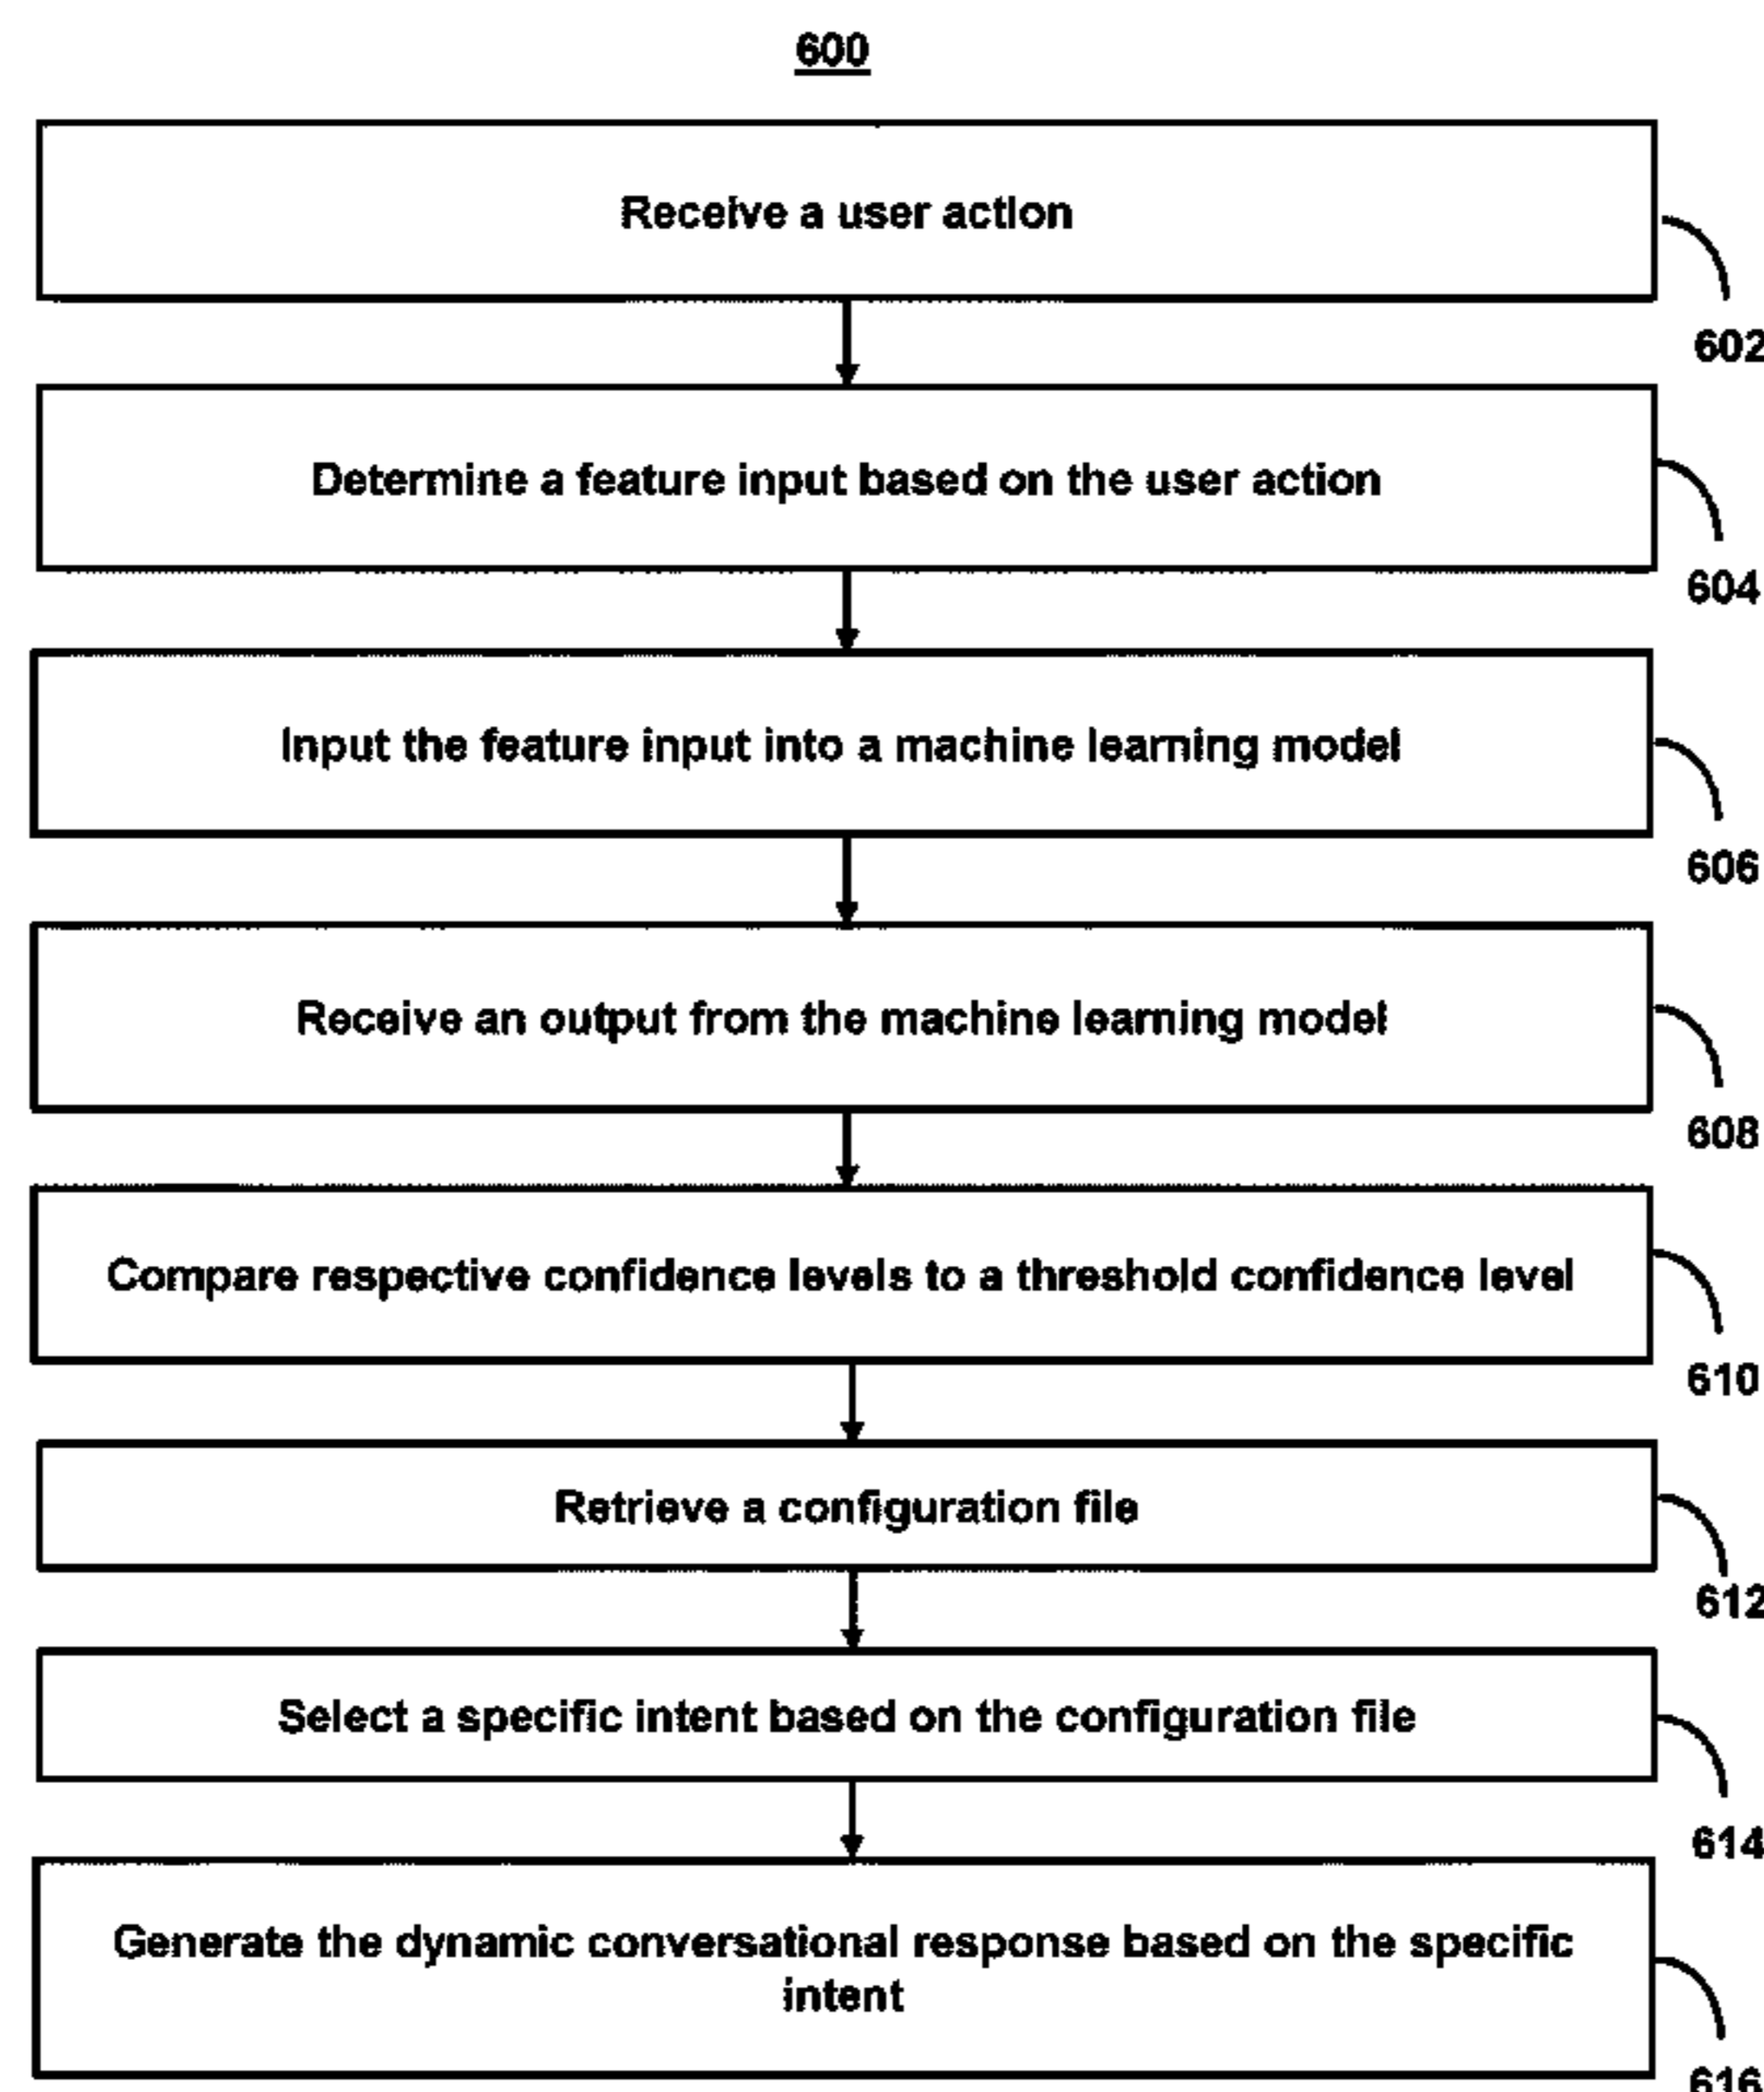 600
Receive a user action
602
Determine a feature input based on the user action
604
Input the feature input into a machine learning model
606
Receive an output from the machine learning model
608
Compare respective confidence levels to a threshold confidence level
610
Retrieve a configuration file
612
Select a specific intent based on the configuration file
614
Generate the dynamic conversational response based on the specific
intent
616